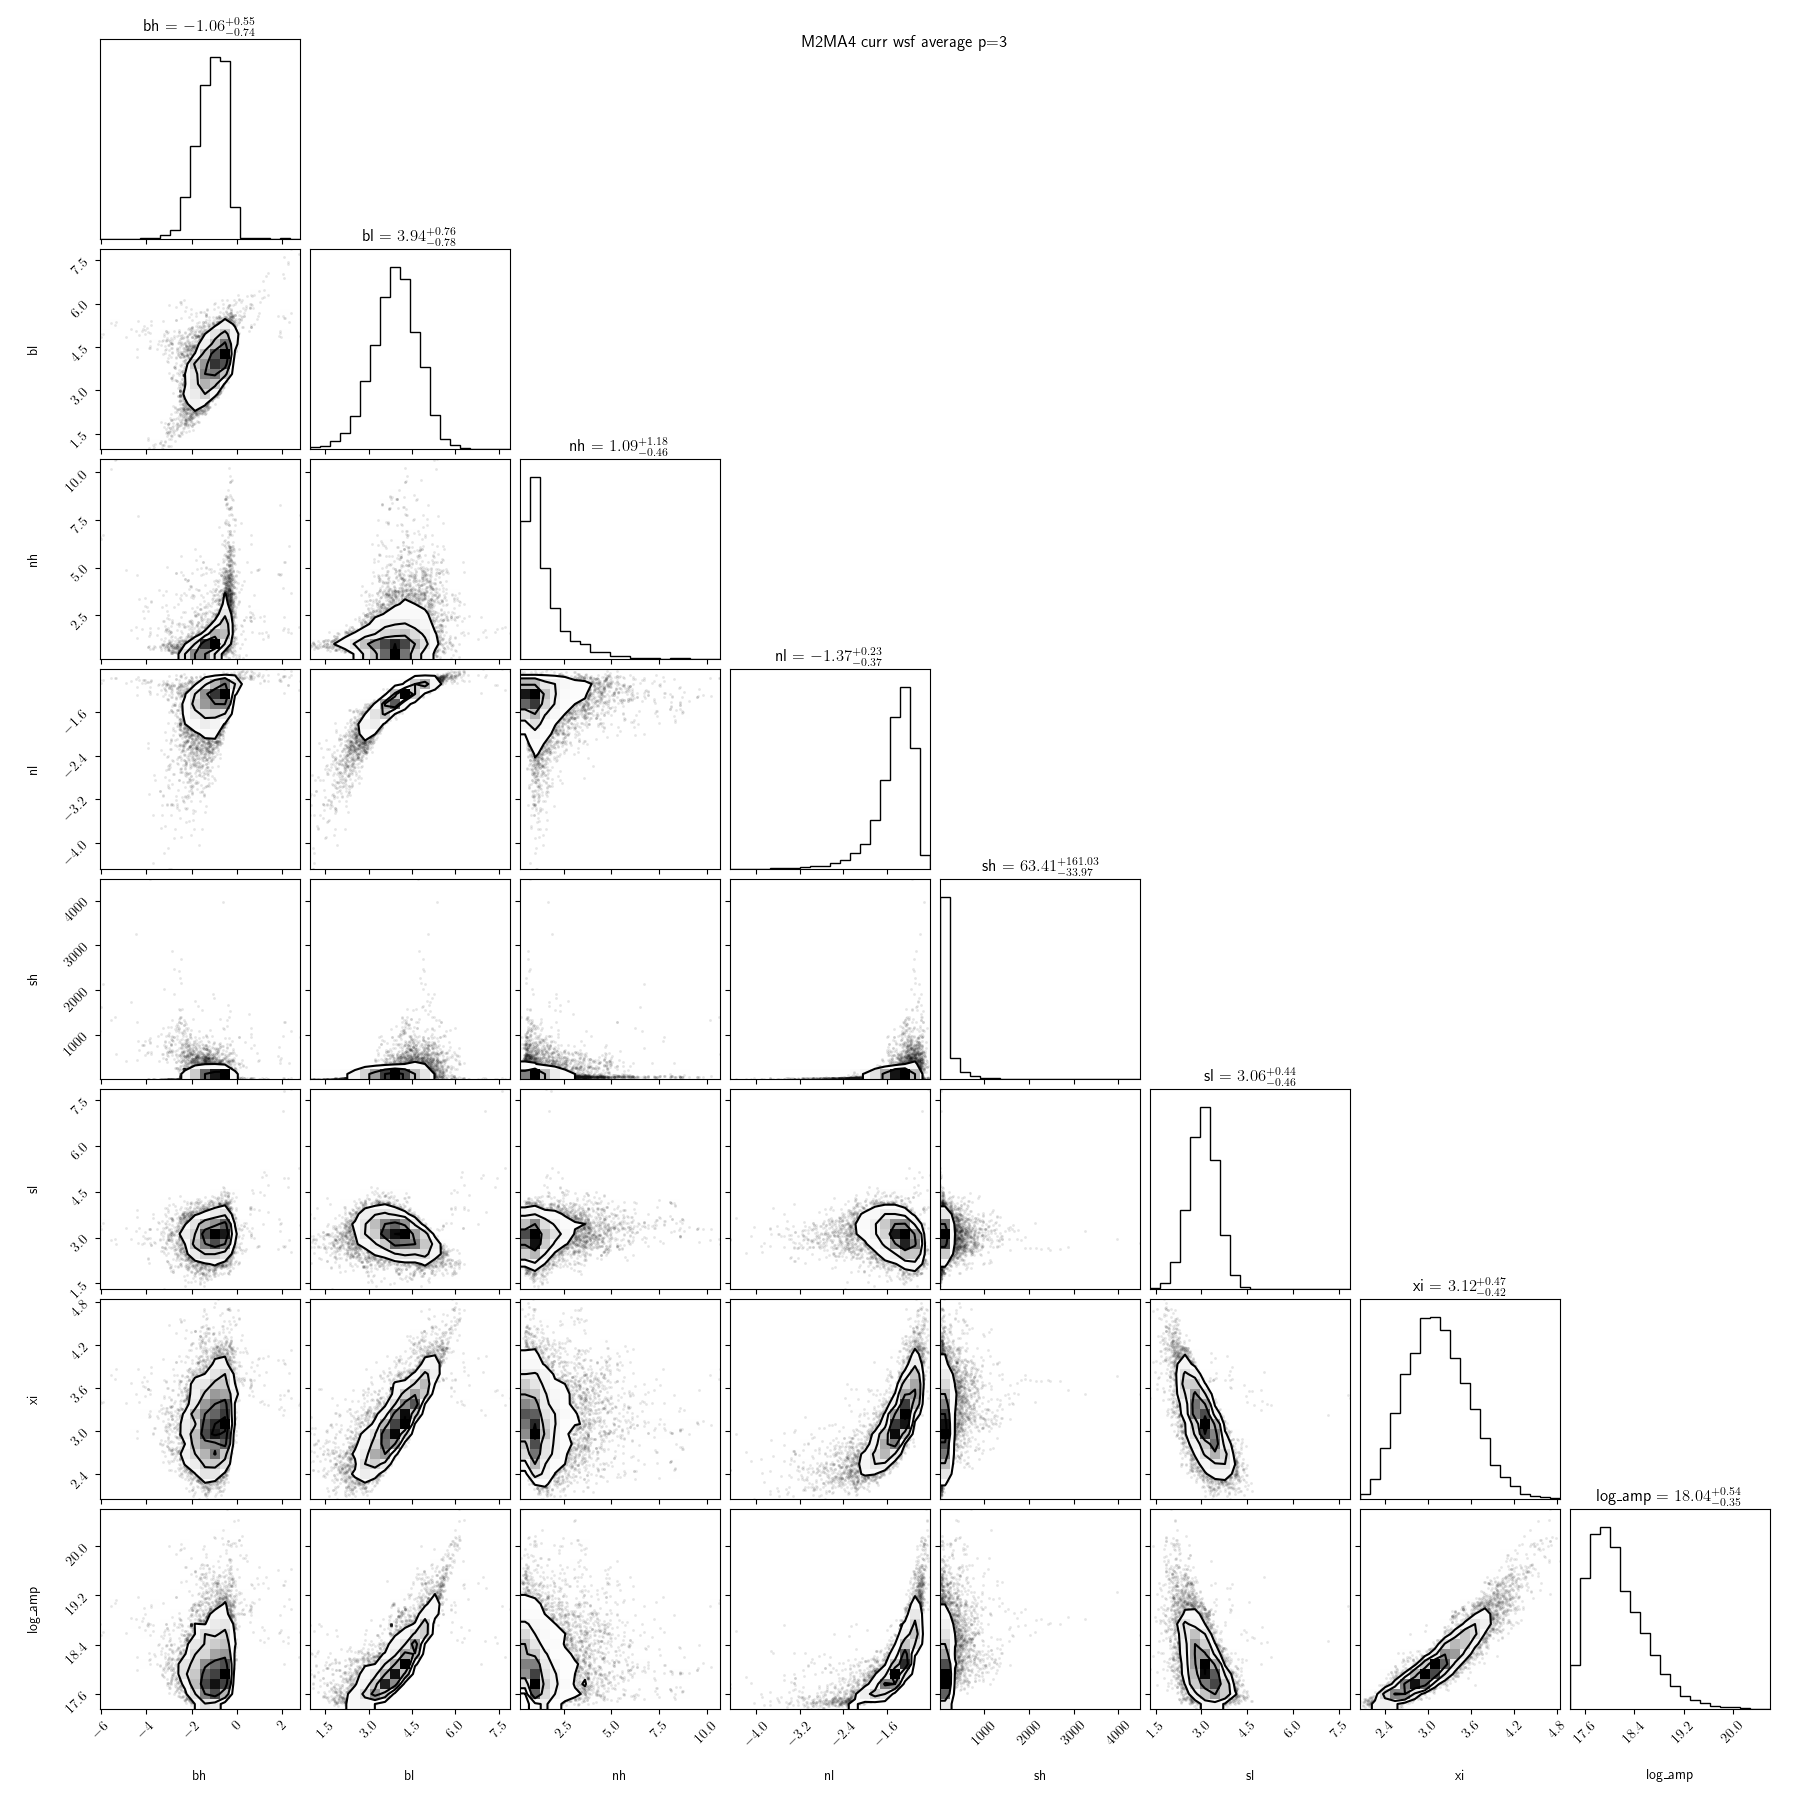 M2MA4 curr wsf average p=3
bh = −1.06+0.55−0.74
bl = 3.94+0.76−0.78
7.5
6.0
4.5
3.0
1.5
bl
nh = 1.09+1.18−0.46
10.0
7.5
5.0
2.5
nh
nl = −1.37+0.23−0.37
−1.6
−2.4
−3.2
−4.0
nl
sh = 63.41+161.03−33.97
4000
3000
2000
1000
sh
sl = 3.06+0.44−0.46
7.5
6.0
4.5
3.0
1.5
sl
xi = 3.12+0.47−0.42
4.8
4.2
3.6
3.0
2.4
xi
log_amp = 18.04+0.54−0.35
20.0
19.2
18.4
17.6
log_amp
−6 −4 −2 0 2 1.5 3.0 4.5 6.0 7.5 2.5 5.0 7.5 10.0 −4.0 −3.2 −2.4 −1.6 1000 2000 3000 4000 1.5 3.0 4.5 6.0 7.5 2.4 3.0 3.6 4.2 4.8 17.6 18.4 19.2 20.0
bh bl nh nl sh sl xi log_amp